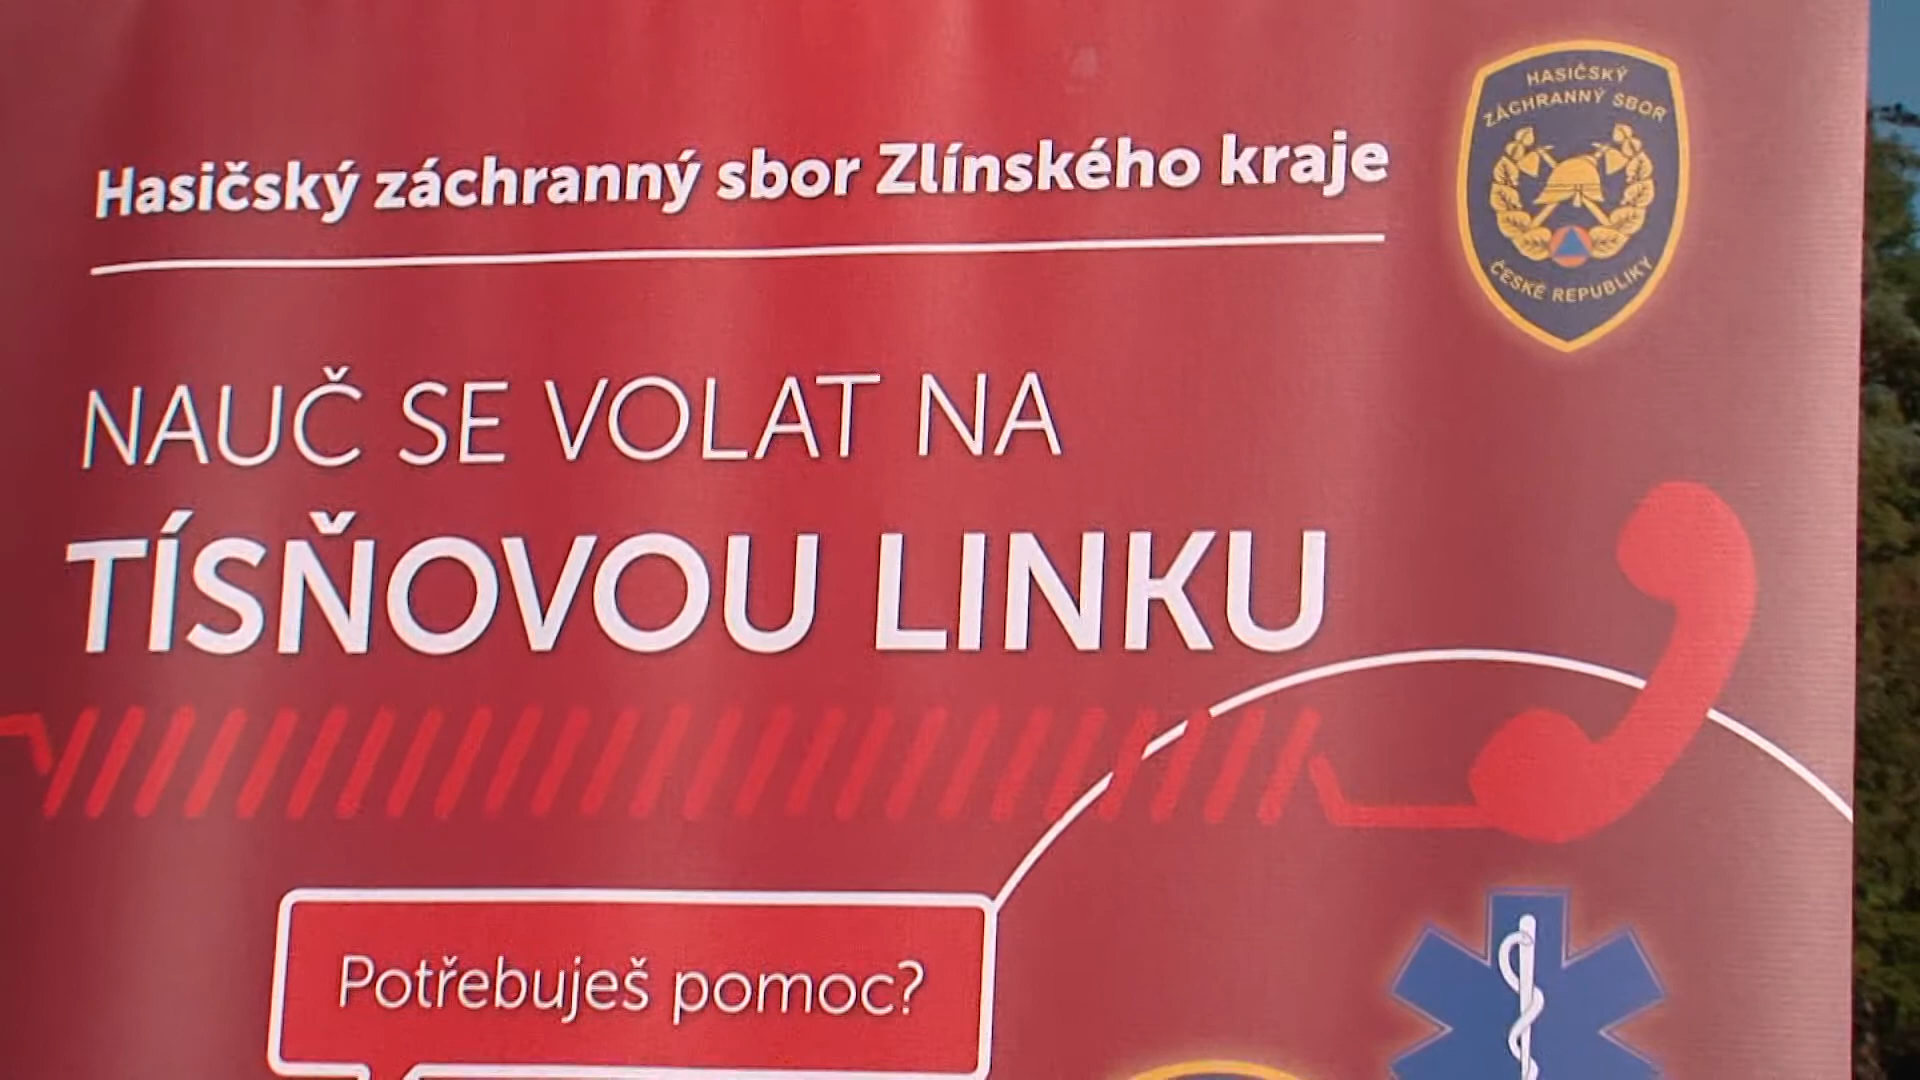 HASIČSKÝ
ZÁCHRANNÝ SBOR
ČESKÉ REPUBLIKY
Hasičský záchranný sbor Zlínského kraje
NAUČ SE VOLAT NA
TÍSŇOVOU LINKU
Potřebuješ pomoc?